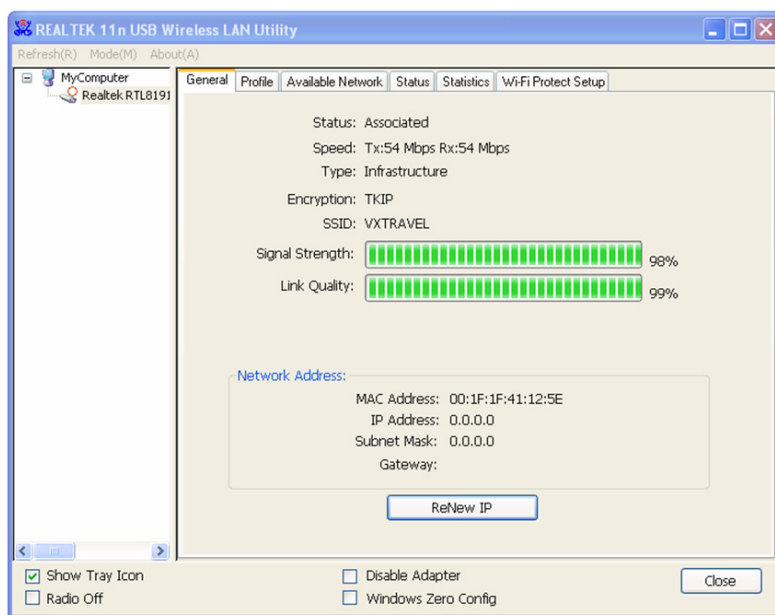 REALTEK 11n USB Wireless LAN Utility
Refresh(R) Mode(M) About(A)
MyComputer
Realtek RTL8191
General Profile Available Network Status Statistics Wi-Fi Protect Setup
Status: Associated
Speed: Tx:54 Mbps Rx:54 Mbps
Type: Infrastructure
Encryption: TKIP
SSID: VXTRAVEL
Signal Strength: 98%
Link Quality: 99%
Network Address:
MAC Address: 00:1F:1F:41:12:5E
IP Address: 0.0.0.0
Subnet Mask: 0.0.0.0
Gateway:
ReNew IP
Show Tray Icon Disable Adapter
Radio Off Windows Zero Config
Close